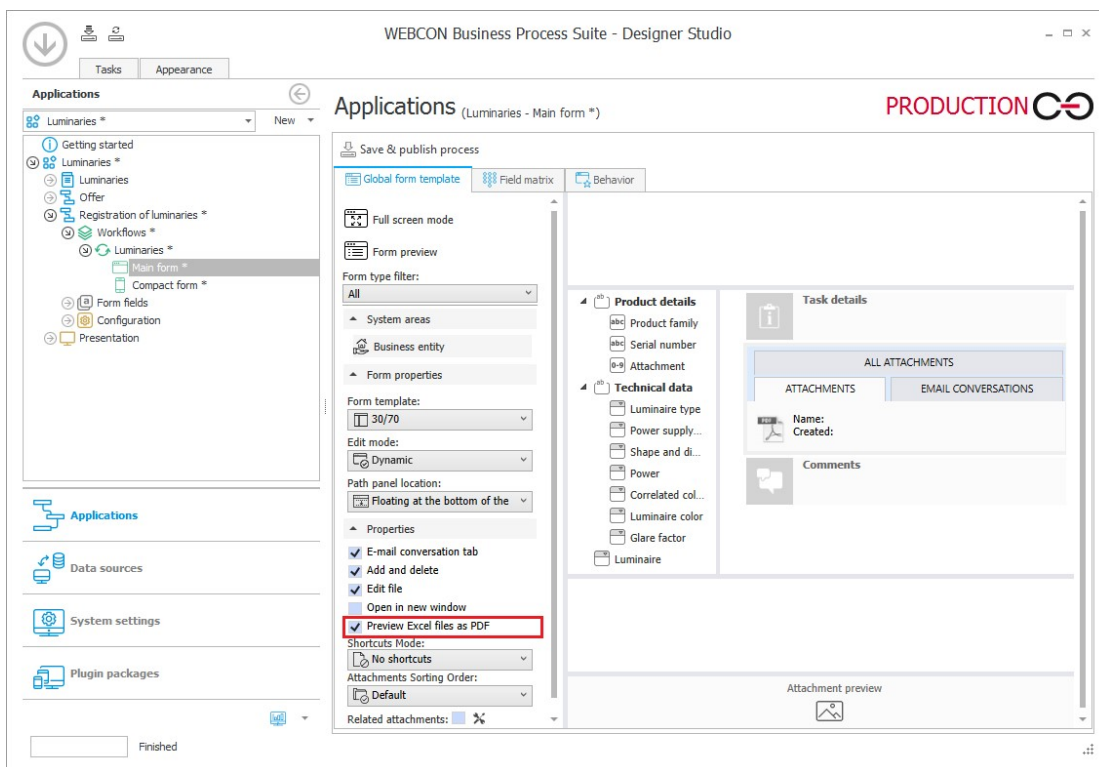 WEBCON Business Process Suite - Designer Studio
Tasks Appearance
Applications
Luminaries * New
Getting started
Luminaries *
Luminaries
Offer
Registration of luminaries *
Workflows *
Luminaries *
Main form *
Compact form *
Form fields
Configuration
Presentation
Applications
Data sources
System settings
Plugin packages
Finished
Applications (Luminaries - Main form *)
PRODUCTION CO
Save & publish process
Global form template Field matrix Behavior
Full screen mode
Form preview
Form type filter:
All
System areas
Business entity
Form properties
Form template:
30/70
Edit mode:
Dynamic
Path panel location:
Floating at the bottom of the
Properties
E-mail conversation tab
Add and delete
Edit file
Open in new window
Preview Excel files as PDF
Shortcuts Mode:
No shortcuts
Attachments Sorting Order:
Default
Related attachments:
Product details
Product family
Serial number
Attachment
Technical data
Luminaire type
Power supply...
Shape and di...
Power
Correlated col...
Luminaire color
Glare factor
Luminaire
Task details
ALL ATTACHMENTS
ATTACHMENTS EMAIL CONVERSATIONS
Name:
Created:
Comments
Attachment preview